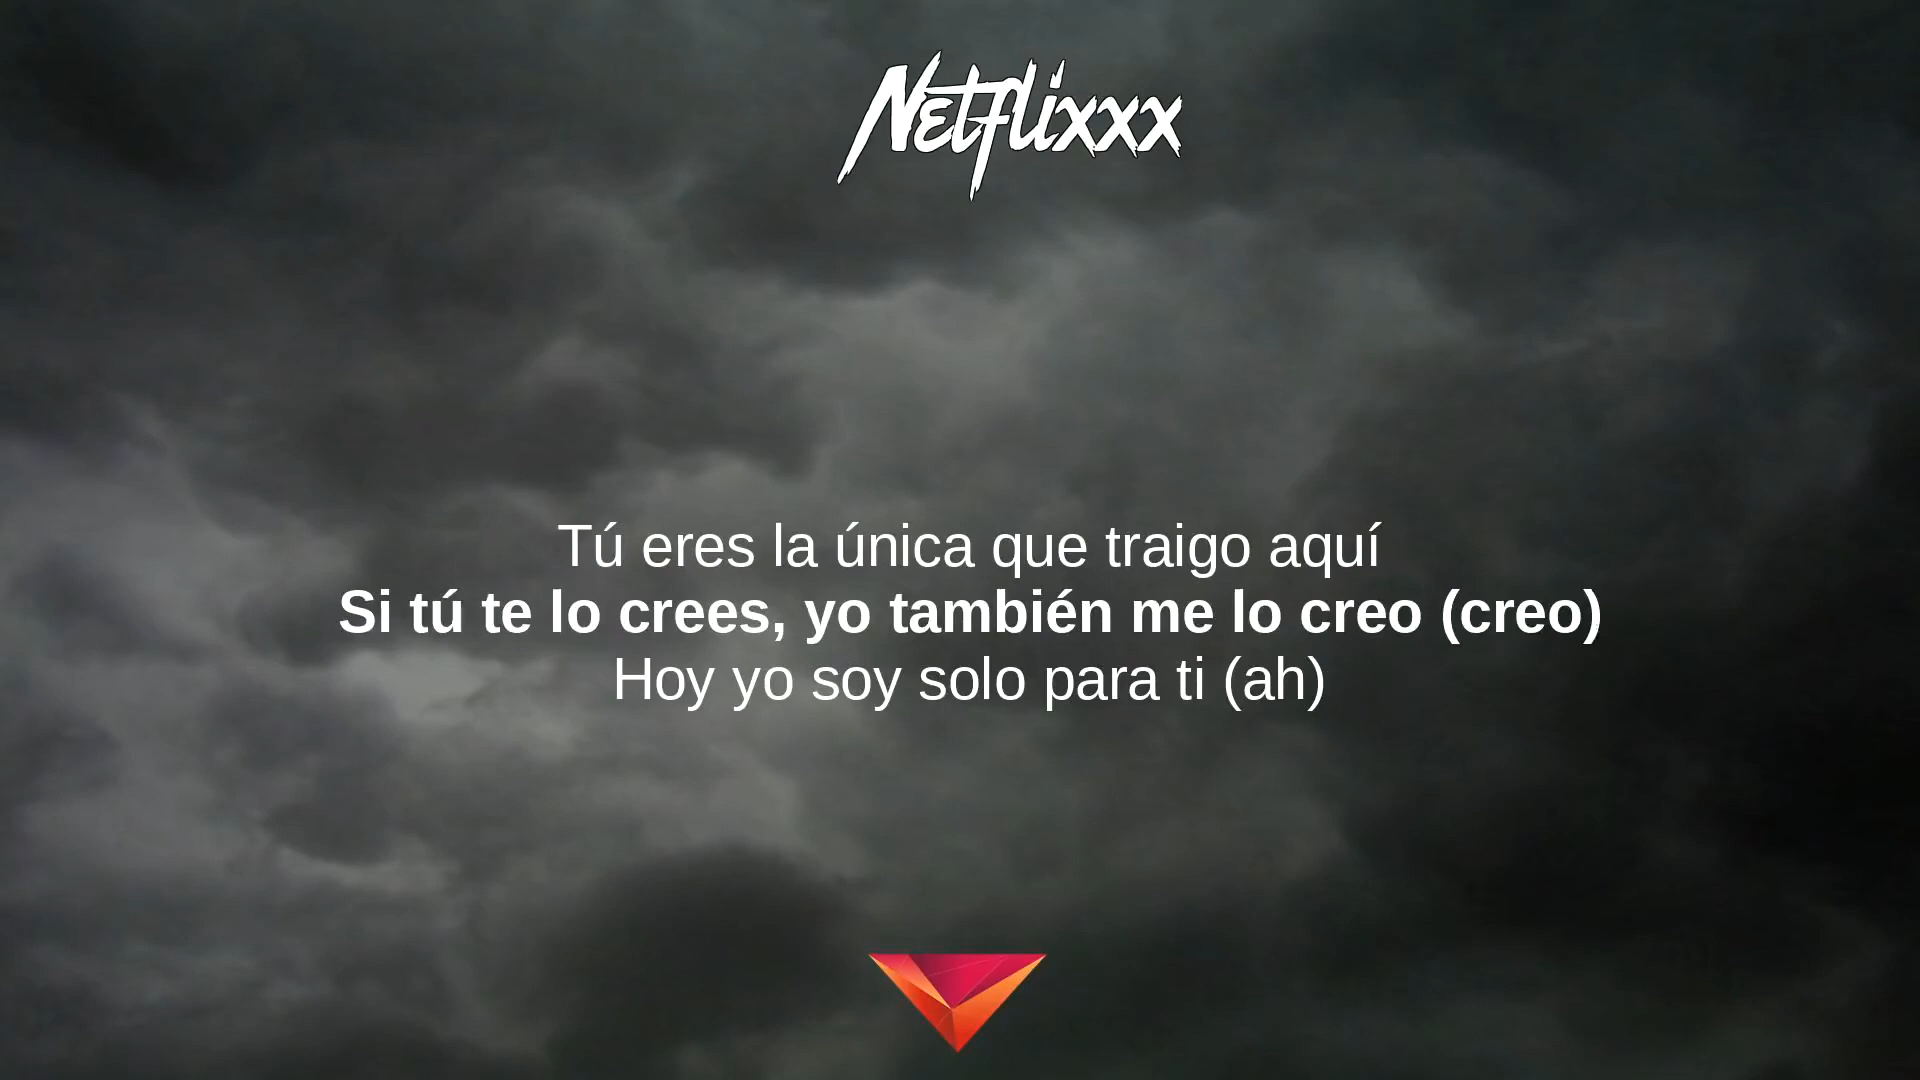 Netflixxx
Tú eres la única que traigo aquí
Si tú te lo crees, yo también me lo creo (creo)
Hoy yo soy solo para ti (ah)